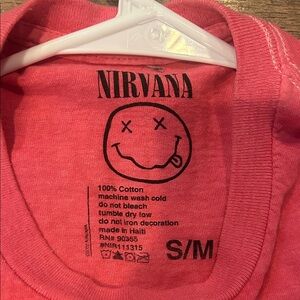 NIRVANA
100% Cotton
machine wash cold
do not bleach
tumble dry low
do not iron decoration
made in Haiti
RN# 90365
#NIR111315
S/M